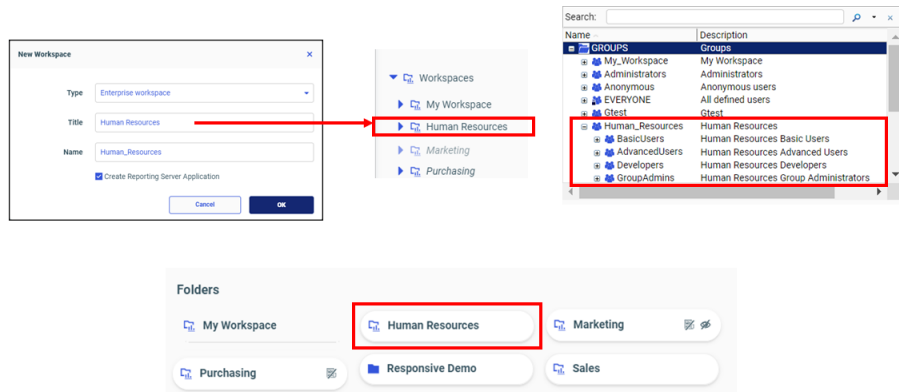 New Workspace
Type
Enterprise workspace
Title
Human Resources
Name
Human_Resources
Create Reporting Server Application
Cancel
OK
Workspaces
My Workspace
Human Resources
Marketing
Purchasing
Search:
Name Description
GROUPS Groups
My_Workspace My Workspace
Administrators Administrators
Anonymous Anonymous users
EVERYONE All defined users
Gtest Gtest
Human_Resources Human Resources
BasicUsers Human Resources Basic Users
AdvancedUsers Human Resources Advanced Users
Developers Human Resources Developers
GroupAdmins Human Resources Group Administrators
Folders
My Workspace Human Resources Marketing
Purchasing Responsive Demo Sales